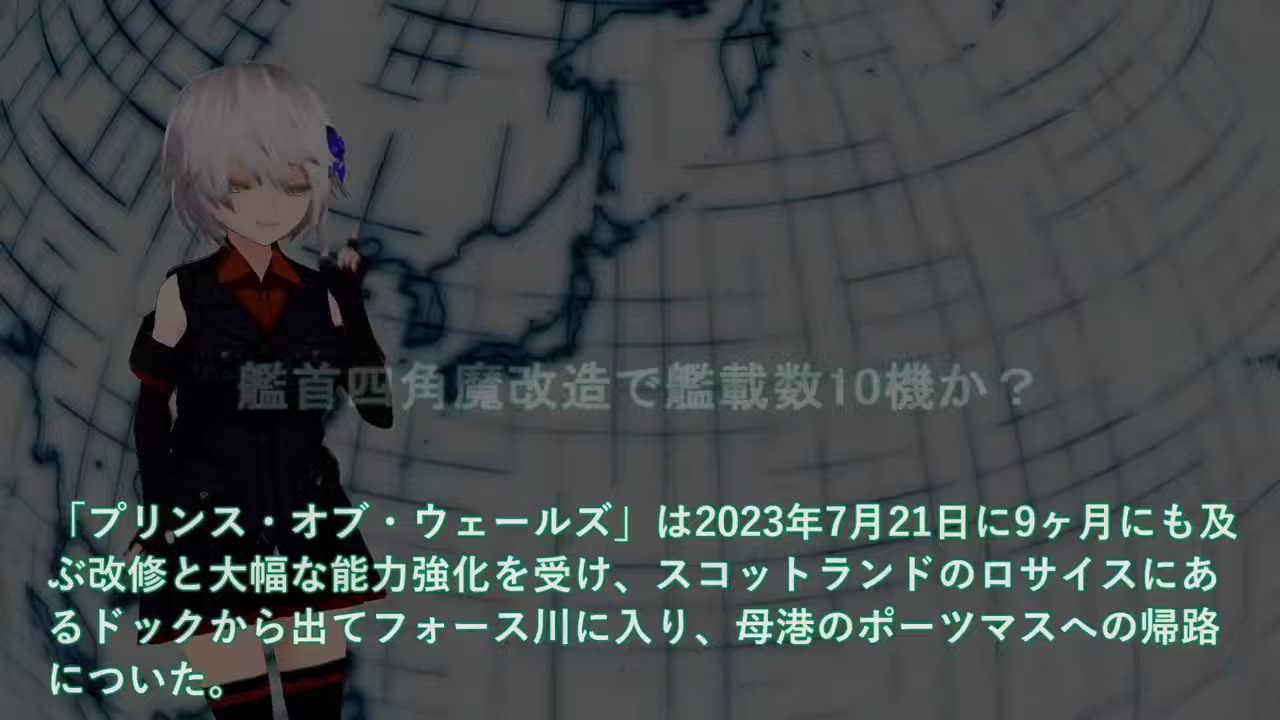 艦首四角魔改造で艦載数10機か？
「プリンス・オブ・ウェールズ」は2023年7月21日に9ヶ月にも及
ぶ改修と大幅な能力強化を受け、スコットランドのロサイスにあ
るドックから出てフォース川に入り、母港のポーツマスへの帰路
についた。